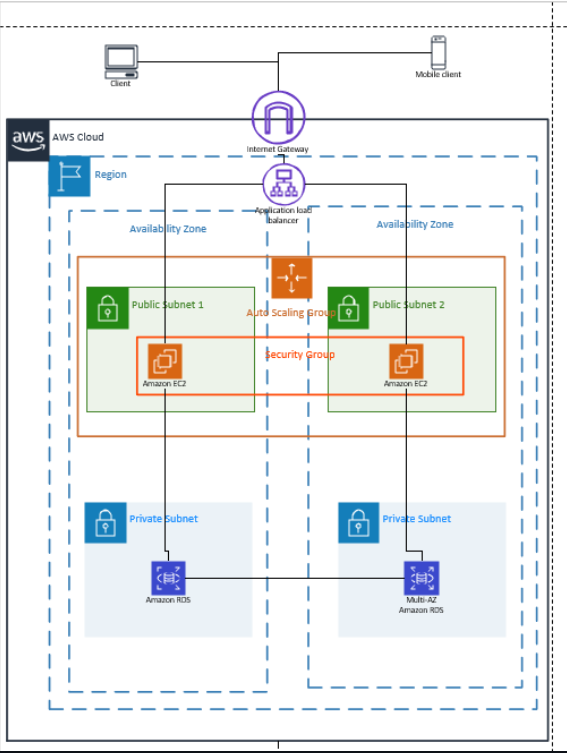 Client
Mobile client
Internet Gateway
aws
AWS Cloud
Region
Application load
balancer
Availability Zone
Availability Zone
Public Subnet 1
Public Subnet 2
Auto Scaling Group
Security Group
Amazon EC2
Amazon EC2
Private Subnet
Private Subnet
Amazon RDS
Multi-AZ
Amazon RDS